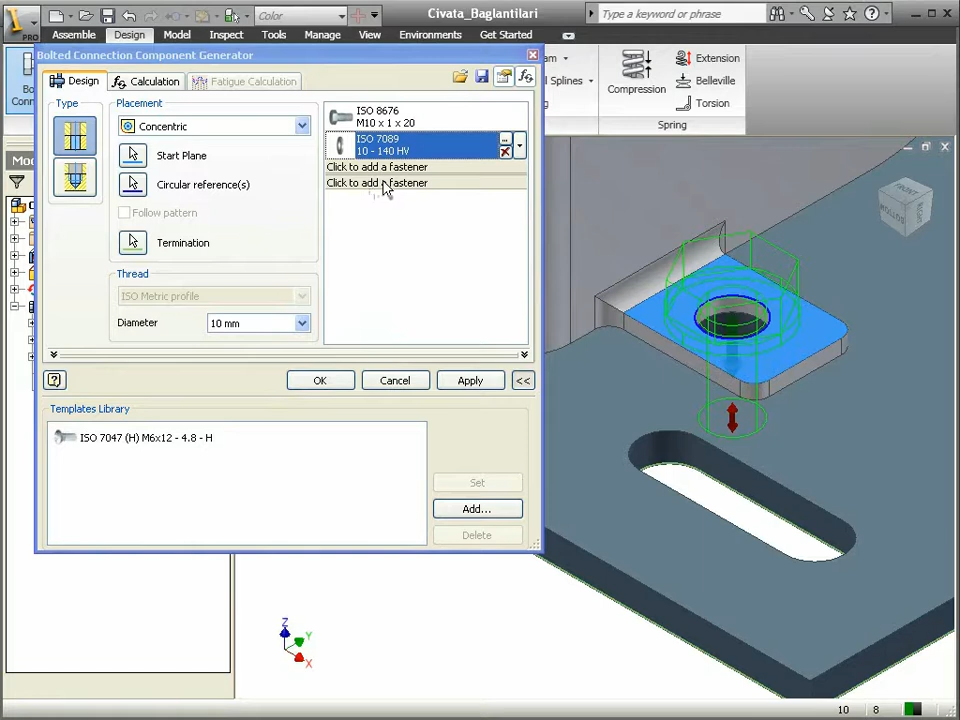 Color
Civata_Baglantilari
Type a keyword or phrase
PRO
Assemble
Design
Model
Inspect
Tools
Manage
View
Environments
Get Started
Bolted Connection Component Generator
Design
Calculation
Fatigue Calculation
Type
Placement
Concentric
Start Plane
Circular reference(s)
Follow pattern
Termination
Thread
ISO Metric profile
Diameter
10 mm
ISO 8676
M10 x 1 x 20
ISO 7089
10 - 140 HV
Click to add a fastener
Click to add a fastener
OK
Cancel
Apply
<<
Templates Library
ISO 7047 (H) M6x12 - 4.8 - H
Set
Add...
Delete
Splines
Compression
Extension
Belleville
Torsion
Spring
FRONT
BOTTOM
Z
Y
X
10
8